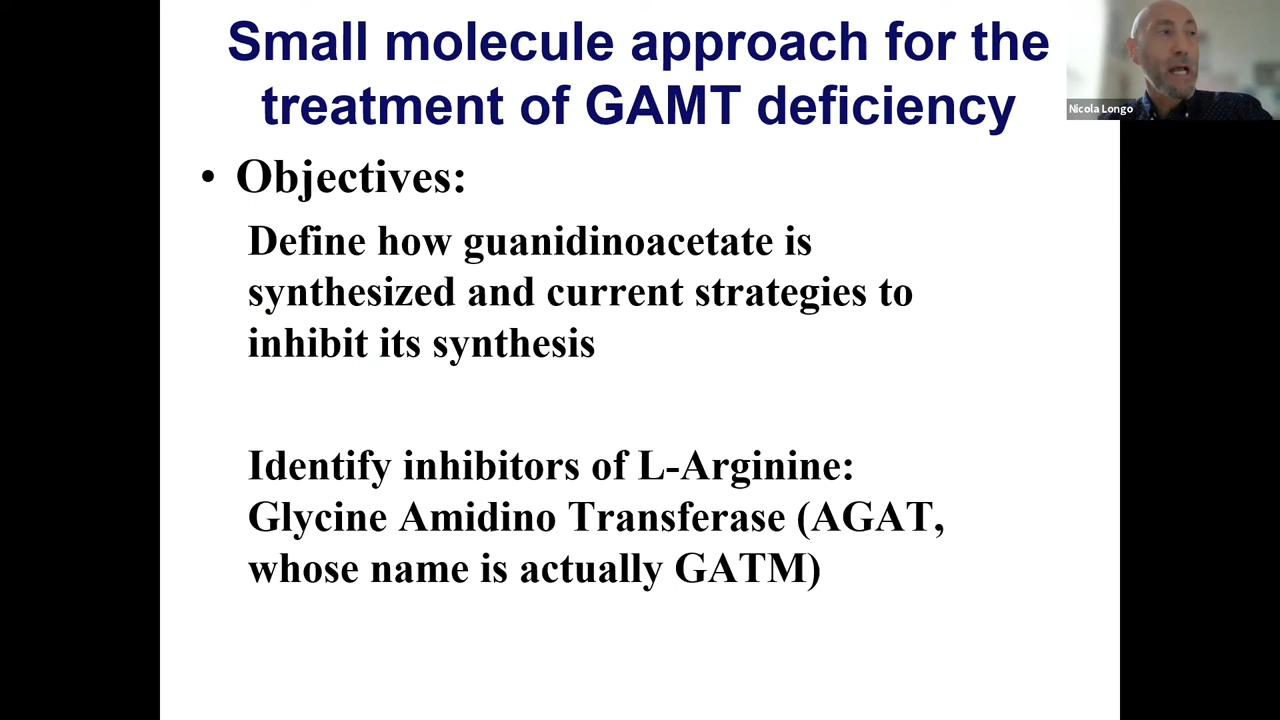 Small molecule approach for the
treatment of GAMT deficiency
Nicola Longo
• Objectives:
Define how guanidinoacetate is
synthesized and current strategies to
inhibit its synthesis
Identify inhibitors of L-Arginine:
Glycine Amidino Transferase (AGAT,
whose name is actually GATM)